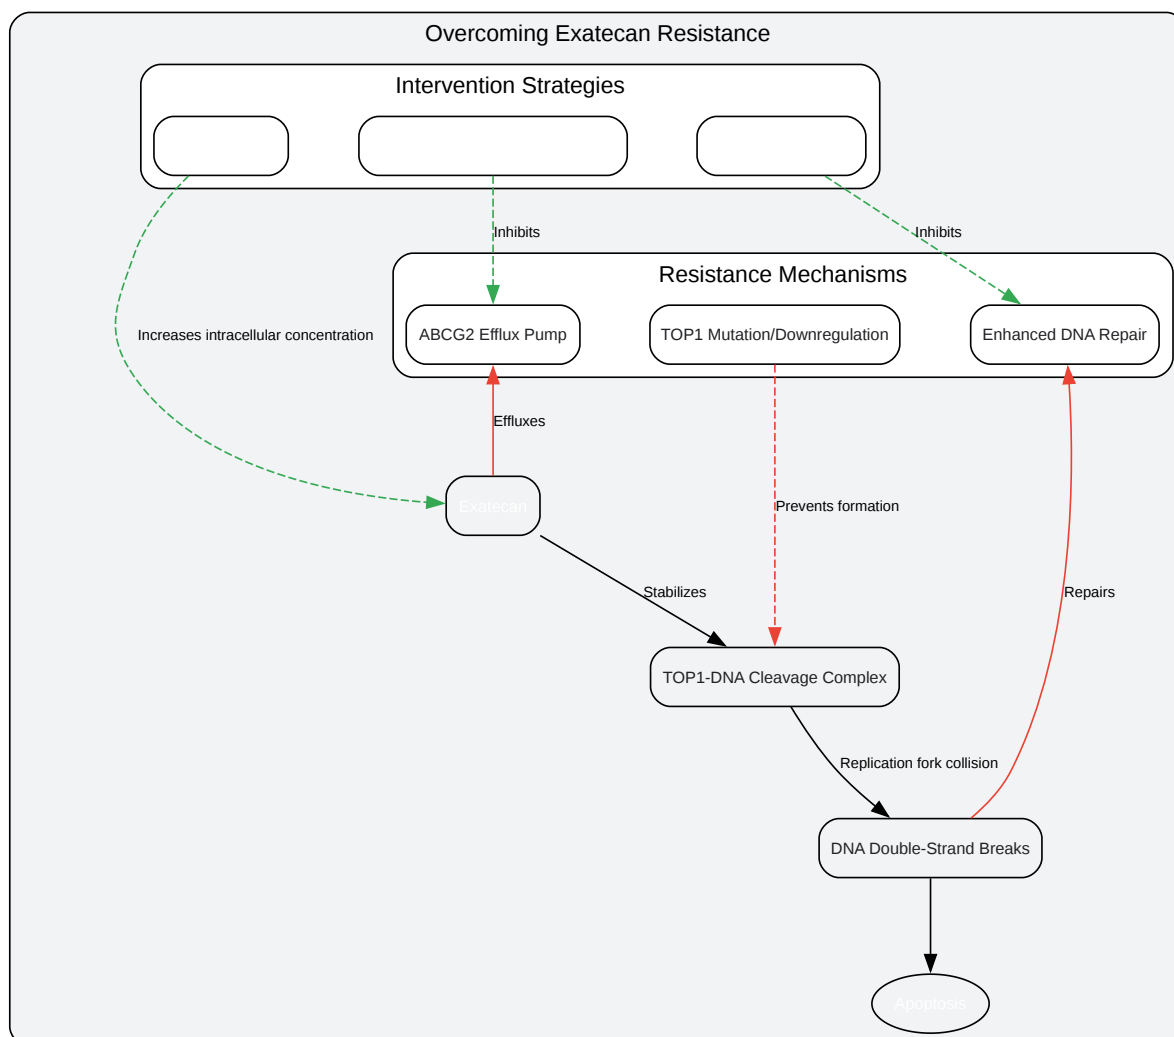 Overcoming Exatecan Resistance
Intervention Strategies
Inhibits
Inhibits
Resistance Mechanisms
ABCG2 Efflux Pump
TOP1 Mutation/Downregulation
Enhanced DNA Repair
Increases intracellular concentration
Effluxes
Exatecan
Prevents formation
Stabilizes
Repairs
TOP1-DNA Cleavage Complex
Replication fork collision
DNA Double-Strand Breaks
Apoptosis